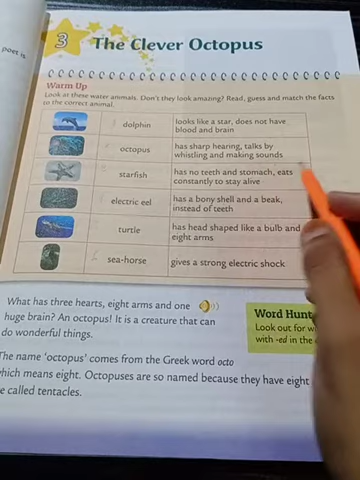 poet is
3 The Clever Octopus
Warm Up
Look at these water animals. Don't they look amazing? Read, guess and match the facts
to the correct animal.
dolphin
looks like a star, does not have
blood and brain
octopus
has sharp hearing, talks by
whistling and making sounds
starfish
has no teeth and stomach, eats
constantly to stay alive
electric eel
has a bony shell and a beak,
instead of teeth
turtle
has head shaped like a bulb and
eight arms
sea-horse
gives a strong electric shock
What has three hearts, eight arms and one
huge brain? An octopus! It is a creature that can
do wonderful things.
Word Hunt
Look out for w
with -ed in the
The name 'octopus' comes from the Greek word octo
which means eight. Octopuses are so named because they have eight
e called tentacles.